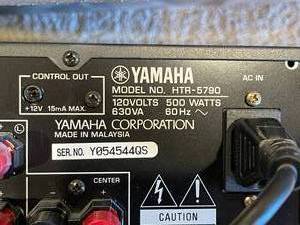 CONTROL OUT
+12V 15mA MAX.
YAMAHA
MODEL NO. HTR-5790
120VOLTS 500 WATTS
630VA 60Hz ~
AC IN
YAMAHA CORPORATION
MADE IN MALAYSIA
SER. NO. Y054544QS
L
CENTER
CAUTION